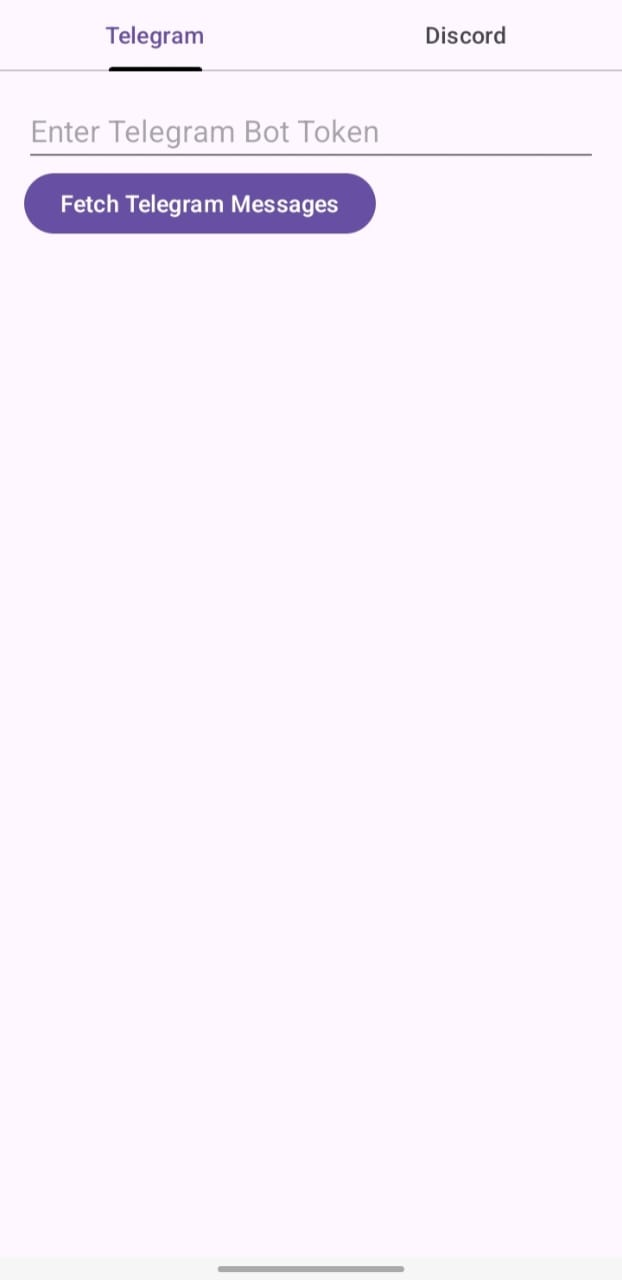 Telegram Discord
Enter Telegram Bot Token
Fetch Telegram Messages